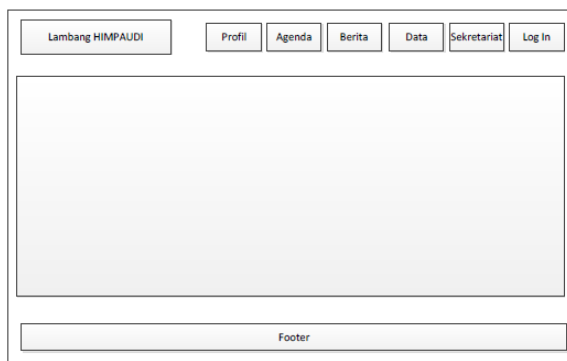 Lambang HIMPAUDI
Profil
Agenda
Berita
Data
Sekretariat
Log In
Footer